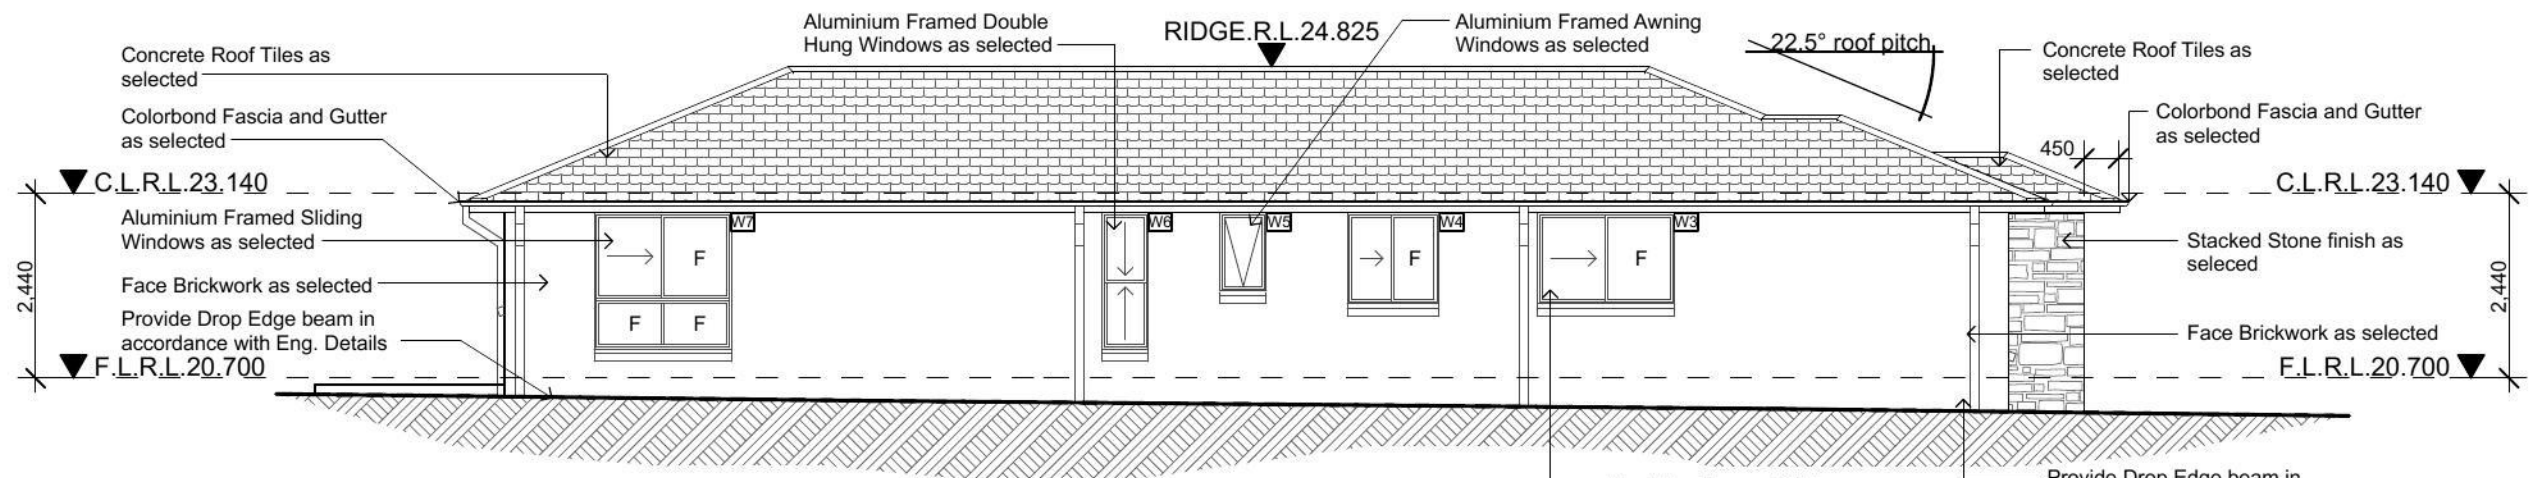 Aluminium Framed Double
Hung Windows as selected
RIDGE.R.L.24.825
Aluminium Framed Awning
Windows as selected
22.5° roof pitch
Concrete Roof Tiles as
selected
Concrete Roof Tiles as
selected
Colorbond Fascia and Gutter
as selected
Colorbond Fascia and Gutter
as selected
450
C.L.R.L.23.140
C.L.R.L.23.140
Aluminium Framed Sliding
Windows as selected
W7
W6
W5
W4
W3
F
F
F
F
F
Stacked Stone finish as
seleced
2,440
2,440
Face Brickwork as selected
Face Brickwork as selected
Provide Drop Edge beam in
accordance with Eng. Details
F.L.R.L.20.700
F.L.R.L.20.700
Provide Drop Edge beam in